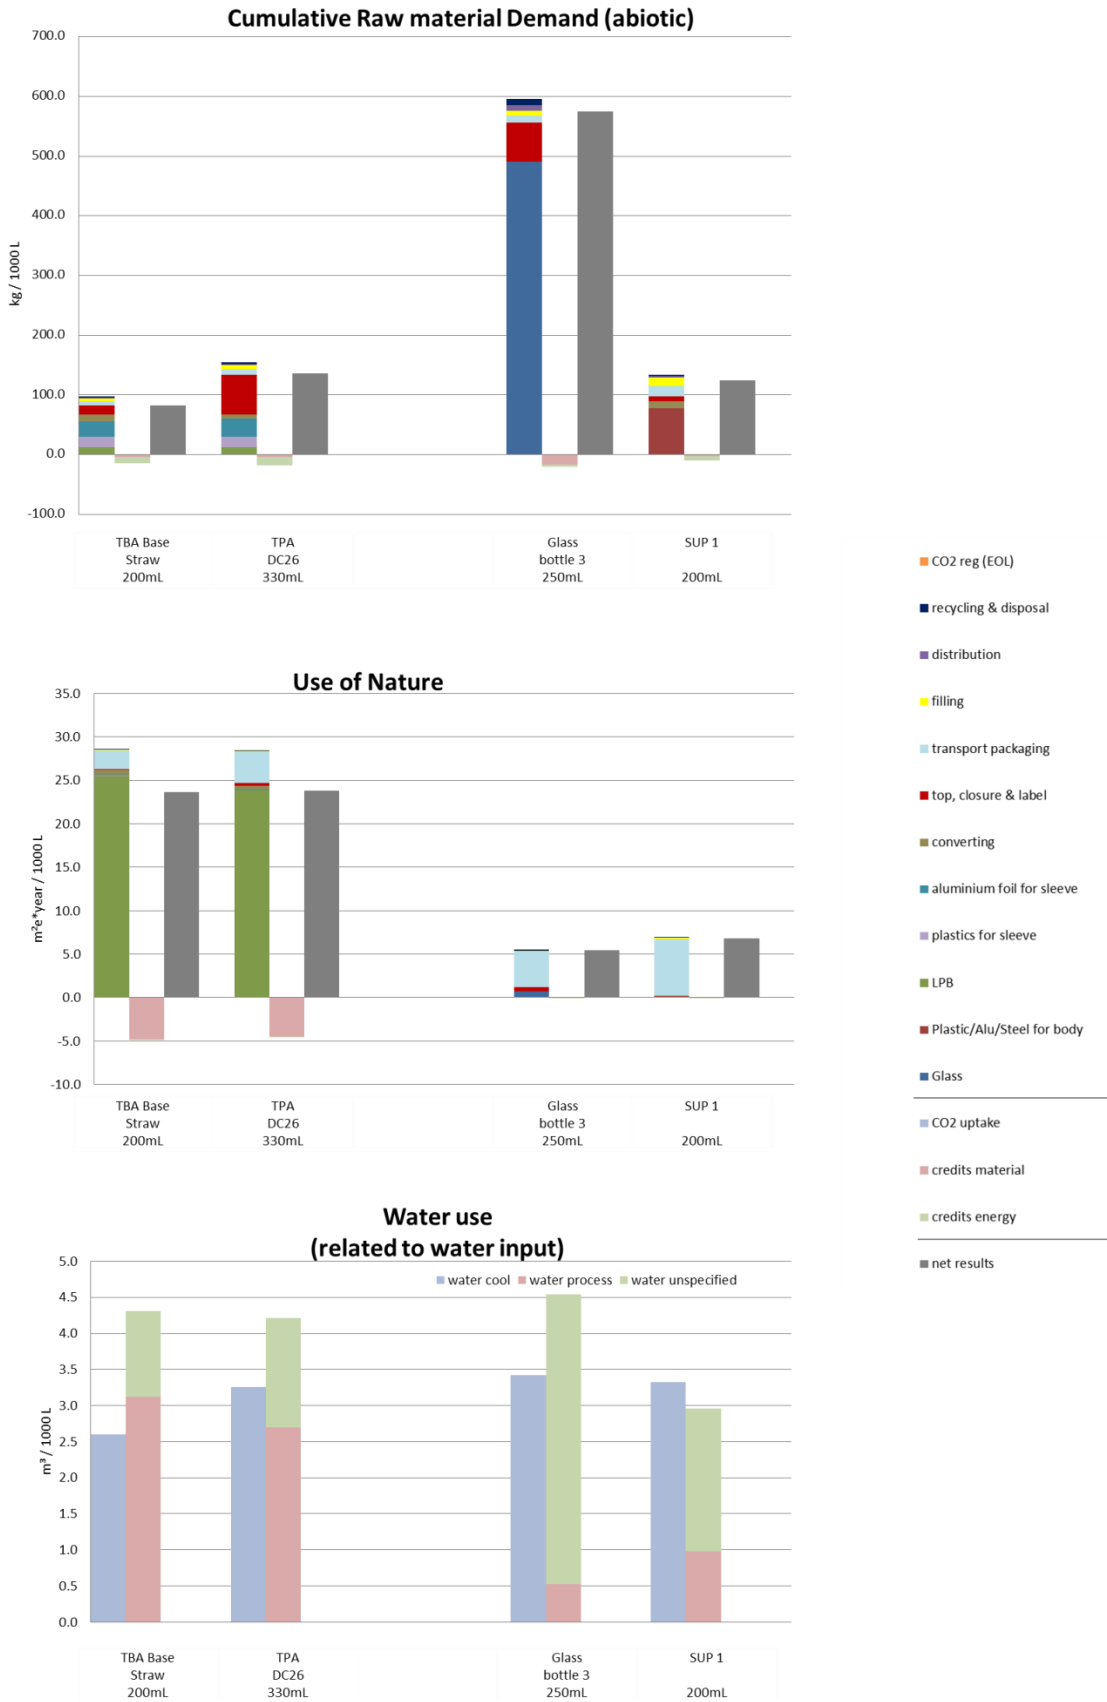 Cumulative Raw material Demand (abiotic)
700.0
600.0
500.0
400.0
300.0
200.0
100.0
0.0
-100.0
kg / 1000 L
TBA Base
Straw
200mL
TPA
DC26
330mL
Glass
bottle 3
250mL
SUP 1
200mL
Use of Nature
35.0
30.0
25.0
20.0
15.0
10.0
5.0
0.0
-5.0
-10.0
m²e*year / 1000 L
TBA Base
Straw
200mL
TPA
DC26
330mL
Glass
bottle 3
250mL
SUP 1
200mL
CO2 reg (EOL)
recycling & disposal
distribution
filling
transport packaging
top, closure & label
converting
aluminium foil for sleeve
plastics for sleeve
LPB
Plastic/Alu/Steel for body
Glass
CO2 uptake
credits material
credits energy
net results
Water use
(related to water input)
water cool water process water unspecified
5.0
4.5
4.0
3.5
3.0
2.5
2.0
1.5
1.0
0.5
0.0
m³ / 1000 L
TBA Base
Straw
200mL
TPA
DC26
330mL
Glass
bottle 3
250mL
SUP 1
200mL